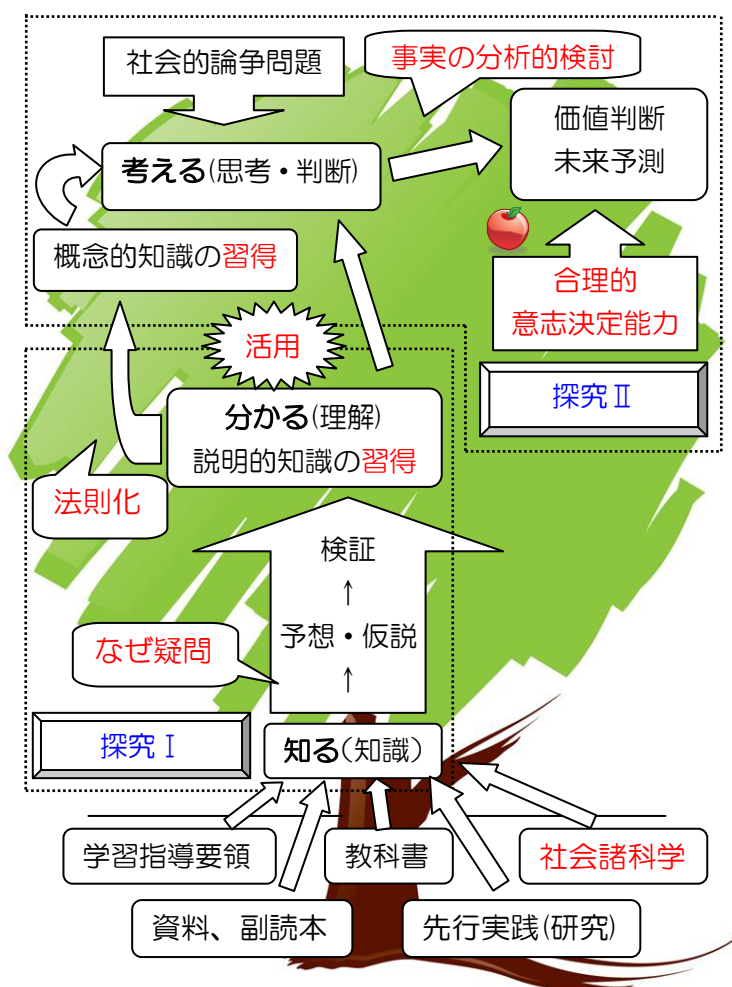 社会的論争問題
事実の分析的検討
価値判断
未来予測
考える(思考・判断)
概念的知識の習得
合理的
意志決定能力
活用
探究Ⅱ
分かる(理解)
説明的知識の習得
法則化
検証
↑
予想・仮説
↑
なぜ疑問
探究Ⅰ
知る(知識)
学習指導要領
教科書
社会諸科学
資料、副読本
先行実践(研究)